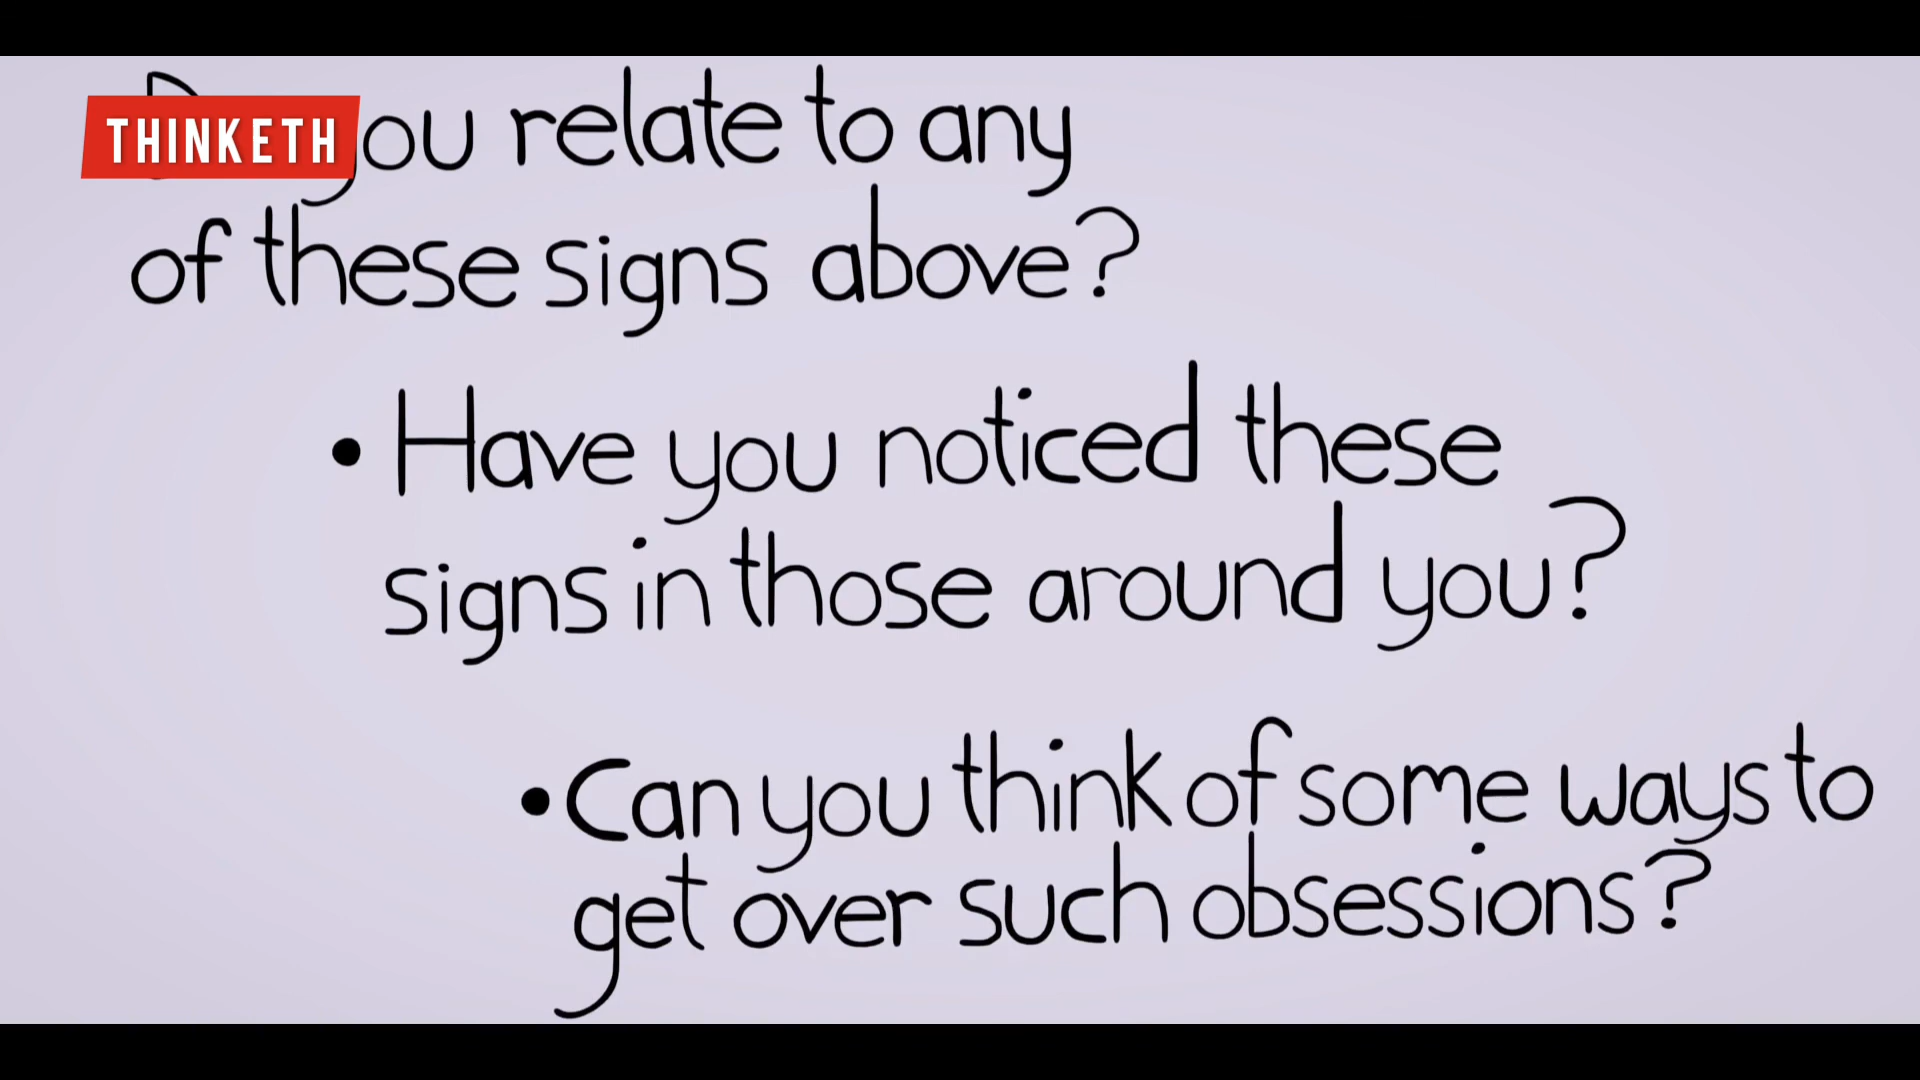 THINKETH
you relate to any
of these signs above?
• Have you noticed these
signs in those around you?
• Can you think of some ways to
get over such obsessions?